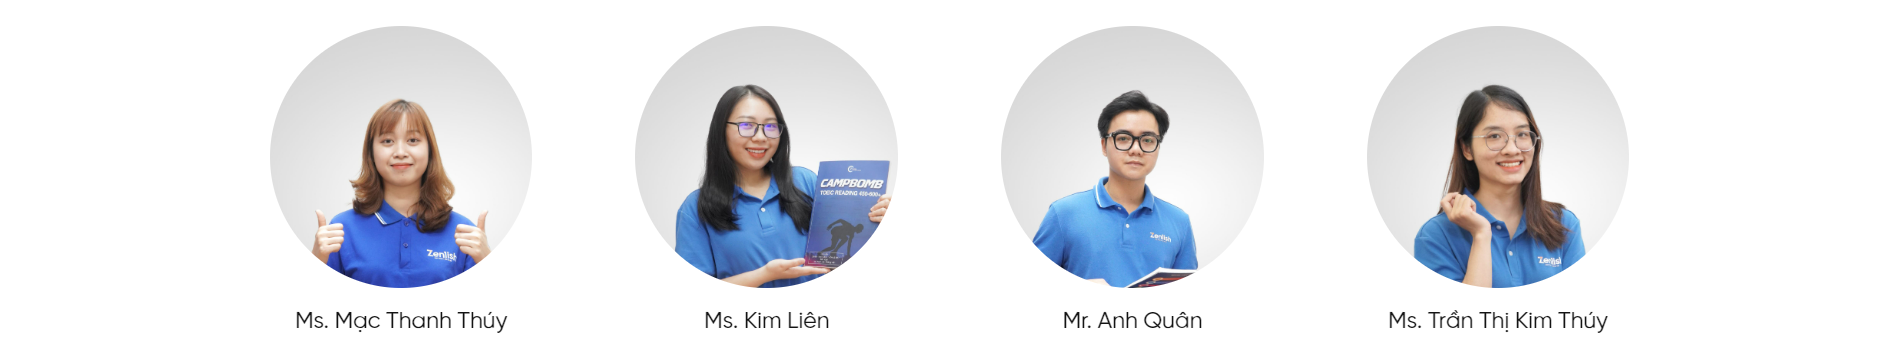 Zenlish
CAMPBOMB
TOEIC READING 450-600+
Zenlish
Zenlish
Ms. Mạc Thanh Thúy
Ms. Kim Liên
Mr. Anh Quân
Ms. Trần Thị Kim Thúy